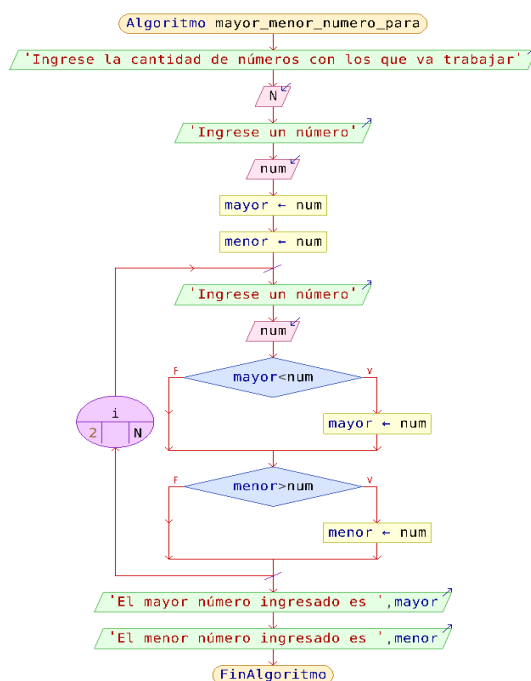 Algoritmo mayor_menor_numero_para
'Ingrese la cantidad de números con los que va trabajar'
N
'Ingrese un número'
num
mayor ← num
menor ← num
'Ingrese un número'
num
F mayor<num V
mayor ← num
i
2 N
F menor>num V
menor ← num
'El mayor número ingresado es ',mayor
'El menor número ingresado es ',menor
FinAlgoritmo